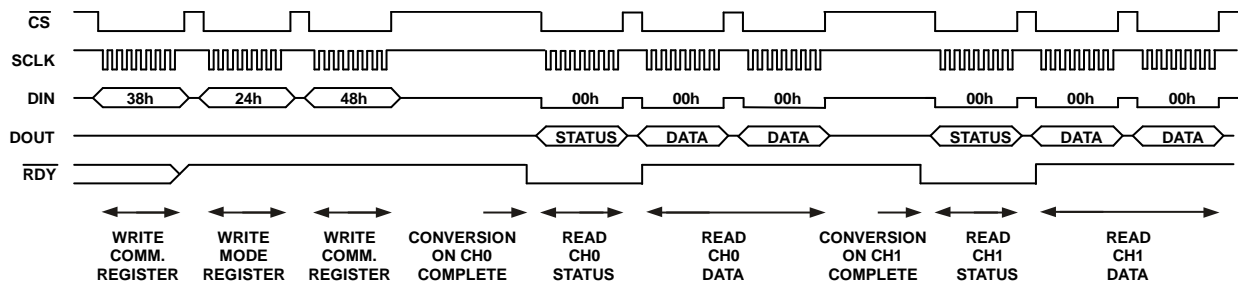 CS
SCLK
DIN 38h 24h 48h 00h 00h 00h 00h 00h 00h
DOUT STATUS DATA DATA STATUS DATA DATA
RDY
WRITE COMM. REGISTER
WRITE MODE REGISTER
WRITE COMM. REGISTER
CONVERSION ON CH0 COMPLETE
READ CH0 STATUS
READ CH0 DATA
CONVERSION ON CH1 COMPLETE
READ CH1 STATUS
READ CH1 DATA